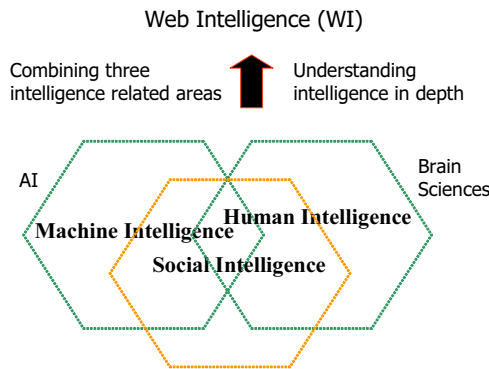 Web Intelligence (WI)
Combining three
intelligence related areas
Understanding
intelligence in depth
AI
Brain
Sciences
Human Intelligence
Machine Intelligence
Social Intelligence